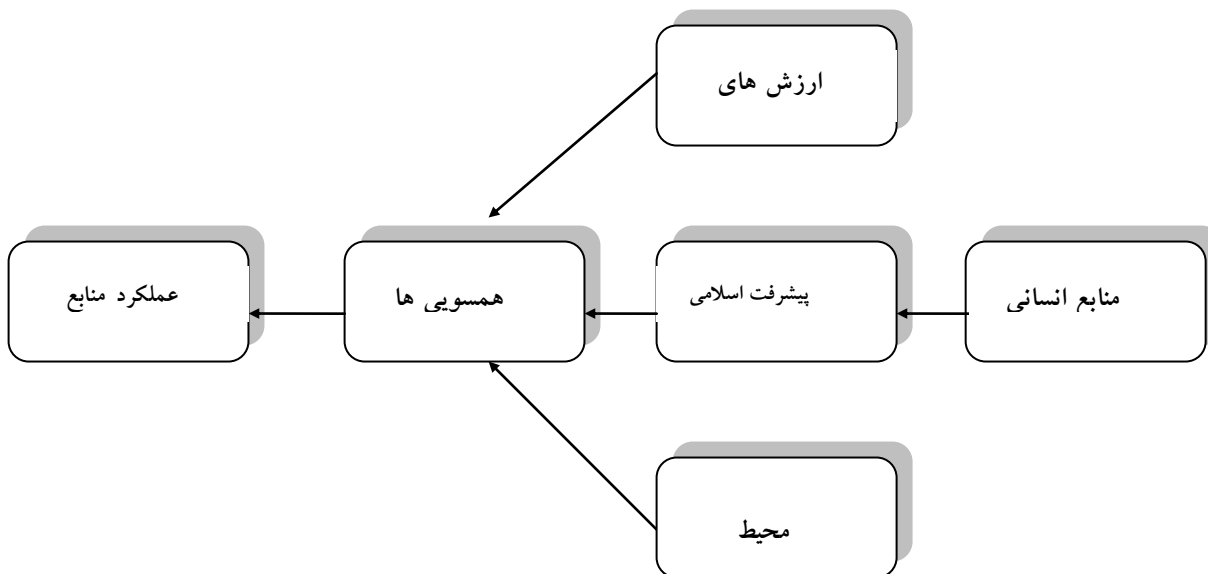 ارزش های
منابع انسانی
پیشرفت اسلامی
همسویی ها
عملکرد منابع
محیط